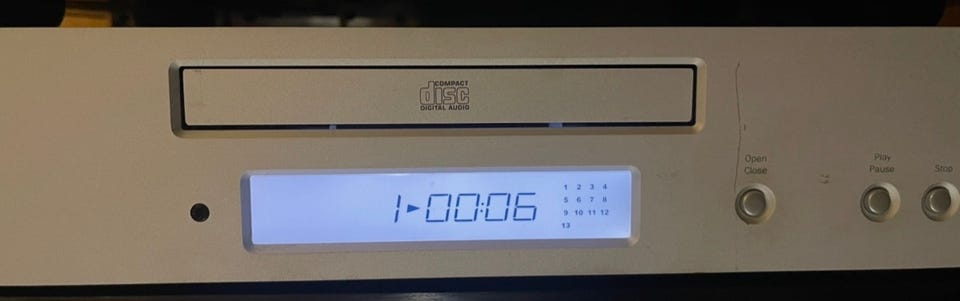 COMPACT
disc
DIGITAL AUDIO
Open
Close
Play
Pause
Stop
1 ► 00:06
1 2 3 4
5 6 7 8
9 10 11 12
13